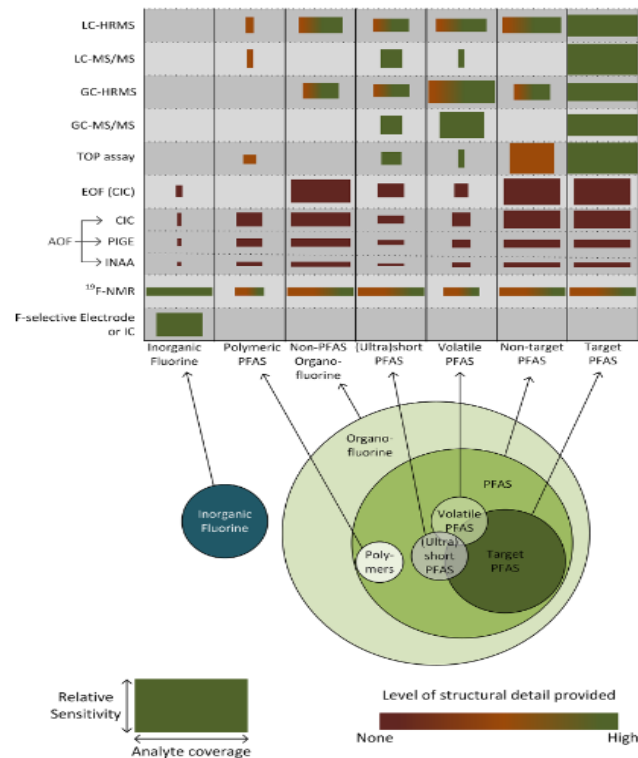 LC-HRMS
LC-MS/MS
GC-HRMS
GC-MS/MS
TOP assay
EOF (CIC)
CIC
AOF
PIGE
INAA
¹⁹F-NMR
F-selective Electrode
or IC
Inorganic
Fluorine
Polymeric
PFAS
Non-PFAS
Organo-
fluorine
(Ultra)short
PFAS
Volatile
PFAS
Non-target
PFAS
Target
PFAS
Organo-
fluorine
PFAS
Inorganic
Fluorine
Volatile
PFAS
(Ultra)
short
PFAS
Poly-
mers
Target
PFAS
Relative
Sensitivity
Analyte coverage
Level of structural detail provided
None
High